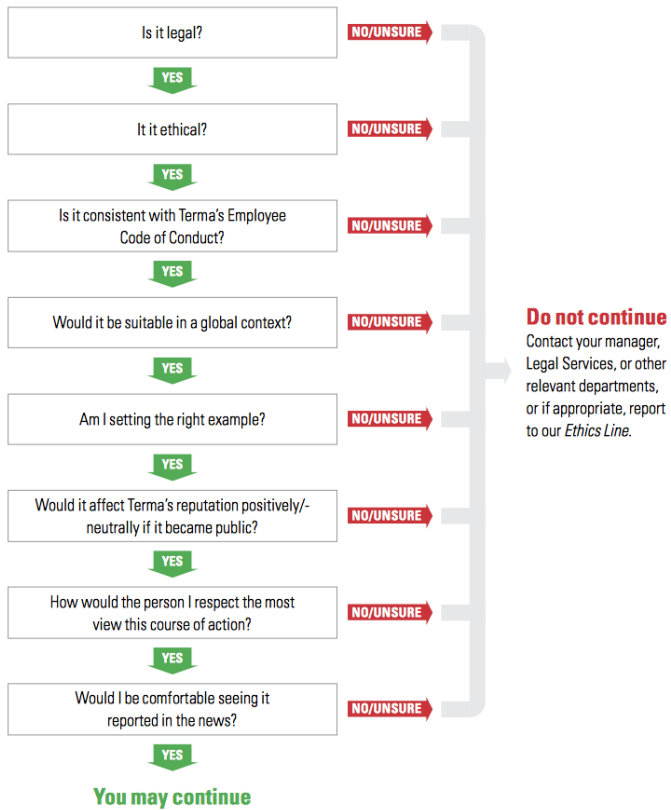 Is it legal?
NO/UNSURE
YES
It it ethical?
NO/UNSURE
YES
Is it consistent with Terma's Employee
Code of Conduct?
NO/UNSURE
YES
Would it be suitable in a global context?
NO/UNSURE
YES
Am I setting the right example?
NO/UNSURE
YES
Would it affect Terma's reputation positively/-
neutrally if it became public?
NO/UNSURE
YES
How would the person I respect the most
view this course of action?
NO/UNSURE
YES
Would I be comfortable seeing it
reported in the news?
NO/UNSURE
YES
You may continue
Do not continue
Contact your manager,
Legal Services, or other
relevant departments,
or if appropriate, report
to our Ethics Line.